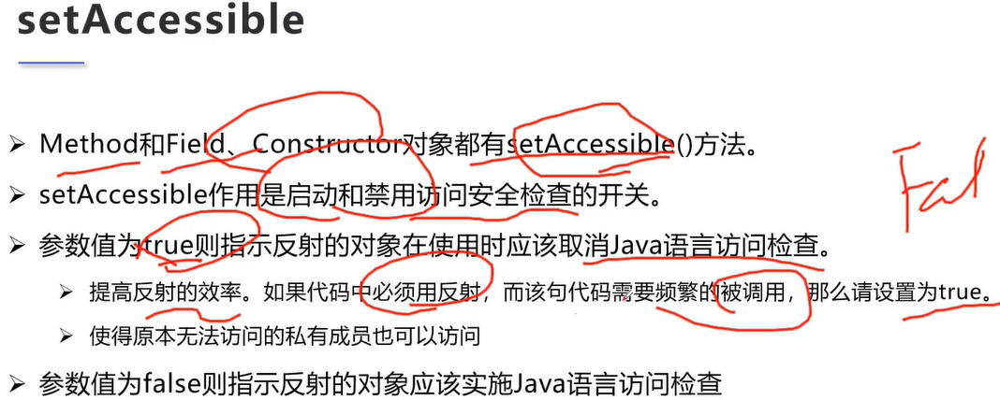 setAccessible
Method和Field、Constructor对象都有setAccessible()方法。
setAccessible作用是启动和禁用访问安全检查的开关。
参数值为true则指示反射的对象在使用时应该取消Java语言访问检查。
提高反射的效率。如果代码中必须用反射，而该句代码需要频繁的被调用，那么请设置为true。
使得原本无法访问的私有成员也可以访问
参数值为false则指示反射的对象应该实施Java语言访问检查
Fal